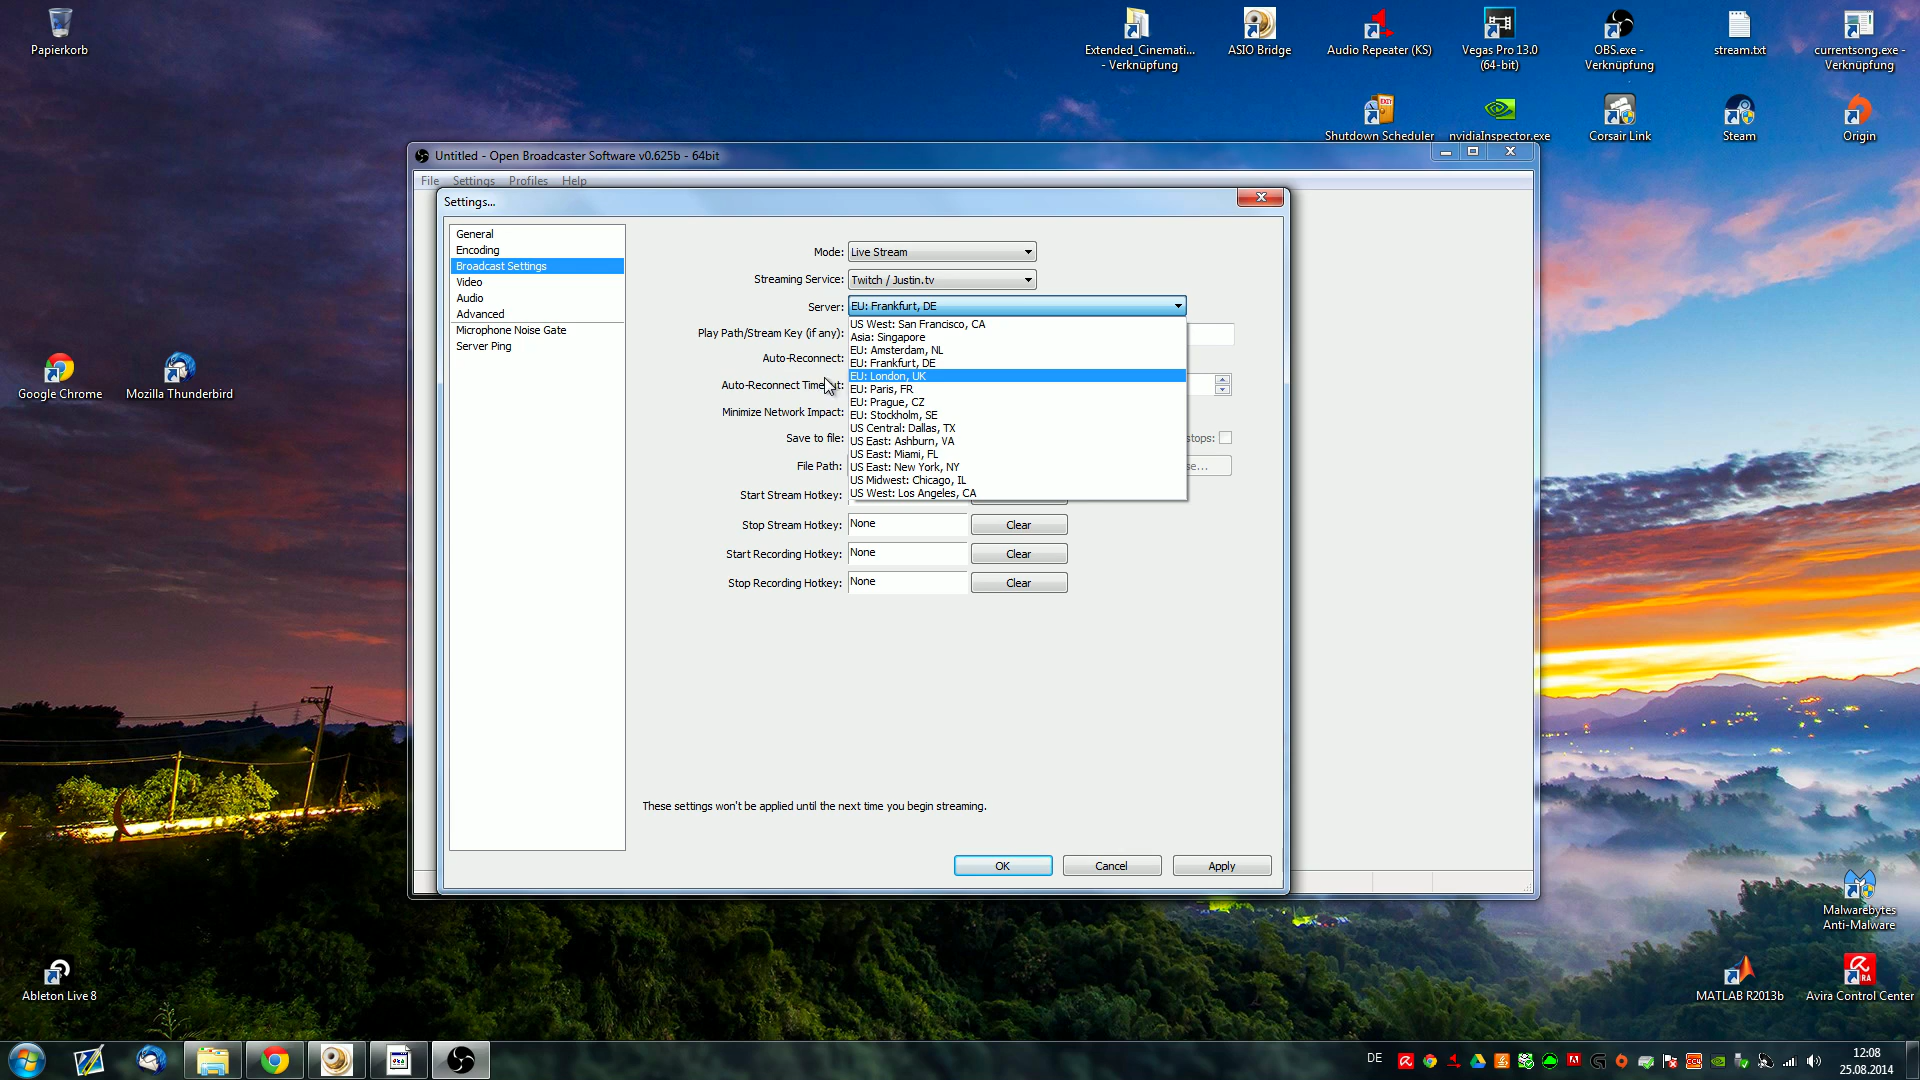 Papierkorb
Extended_Cinemati...
- Verknüpfung
ASIO Bridge
Audio Repeater (KS)
Vegas Pro 13.0
(64-bit)
OBS.exe -
Verknüpfung
stream.txt
currentsong.exe -
Verknüpfung
EXIT
Shutdown Scheduler
nvidiaInspector.exe
Corsair Link
Steam
Origin
Untitled - Open Broadcaster Software v0.625b - 64bit
File Settings Profiles Help
Settings...
General
Encoding
Broadcast Settings
Video
Audio
Advanced
Microphone Noise Gate
Server Ping
Mode: Live Stream
Streaming Service: Twitch / Justin.tv
Server: EU: Frankfurt, DE
US West: San Francisco, CA
Asia: Singapore
EU: Amsterdam, NL
EU: Frankfurt, DE
EU: London, UK
EU: Paris, FR
EU: Prague, CZ
EU: Stockholm, SE
US Central: Dallas, TX
US East: Ashburn, VA
US East: Miami, FL
US East: New York, NY
US Midwest: Chicago, IL
US West: Los Angeles, CA
Play Path/Stream Key (if any):
Auto-Reconnect:
Auto-Reconnect Timeout:
Minimize Network Impact:
Save to file:
stops:
File Path:
se...
Start Stream Hotkey:
Stop Stream Hotkey: None Clear
Start Recording Hotkey: None Clear
Stop Recording Hotkey: None Clear
These settings won't be applied until the next time you begin streaming.
OK Cancel Apply
Google Chrome
Mozilla Thunderbird
Ableton Live 8
Malwarebytes
Anti-Malware
MATLAB R2013b
Avira Control Center
DE
12:08
25.08.2014